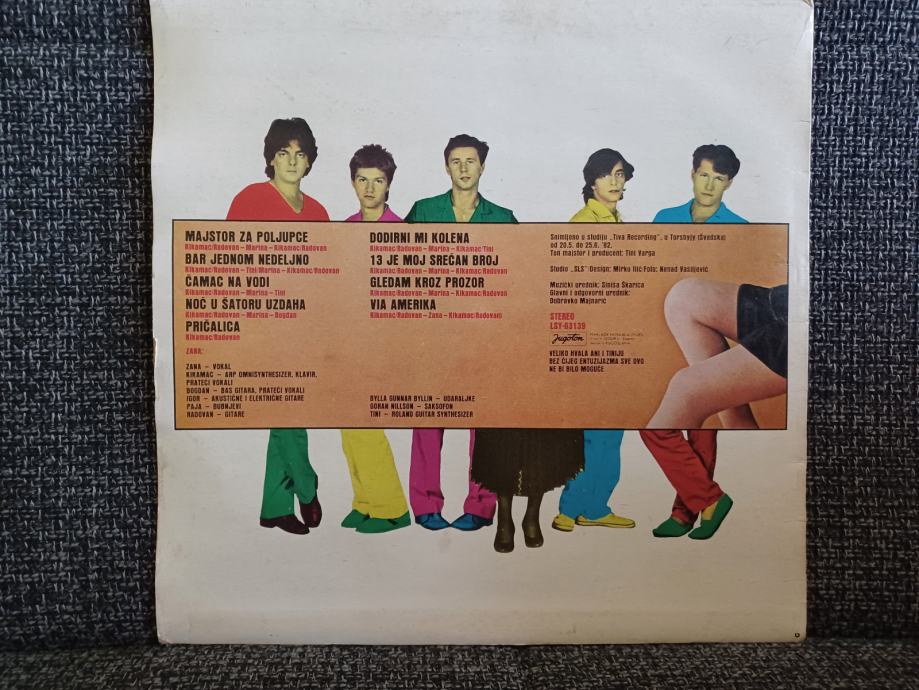 MAJSTOR ZA POLJUPCE
Kikamac/Radovan – Marina – Kikamac/Radovan
BAR JEDNOM NEDELJNO
Kikamac/Radovan – Tini/Marina – Kikamac/Radovan
ČAMAC NA VODI
Kikamac/Radovan – Marina – Tini
NOĆ U ŠATORU UZDAHA
Kikamac/Radovan – Marina – Bogdan
PRIČALICA
Kikamac/Radovan
ZANA:
ZANA – VOKAL
KIKAMAC – ARP OMNISYNTHESIZER, KLAVIR,
PRATEĆI VOKALI
BOGDAN – BAS GITARA, PRATEĆI VOKALI
IGOR – AKUSTIČNE I ELEKTRIČNE GITARE
PAJA – BUBNJEVI
RADOVAN – GITARE
DODIRNI MI KOLENA
Kikamac/Radovan – Marina – Kikamac/Tini
13 JE MOJ SREĆAN BROJ
Kikamac/Radovan – Marina – Kikamac/Radovan
GLEDAM KROZ PROZOR
Kikamac/Radovan – Marina – Kikamac/Radovan
VIA AMERIKA
Kikamac/Radovan – Zana – Kikamac/Radovan
BYLLA GUNNAR BYLLIN – UDARALJKE
GORAN NILLSON – SAKSOFON
TINI – ROLAND GUITAR SYNTHESIZER
Snimljeno u studiju „Tiva Recording", u Torsbyju (Švedska)
od 20.5. do 25.6. '82.
Ton majstor i producent: Tini Varga
Studio „SLS" Design: Mirko Ilić Foto: Nenad Vasilijević
Muzički urednik: Siniša Škarica
Glavni i odgovorni urednik:
Dubravko Majnarić
STEREO
LSY-63139
Jugoton
VELIKO HVALA ANI I TINIJU
BEZ ČIJEG ENTUZIJAZMA SVE OVO
NE BI BILO MOGUĆE